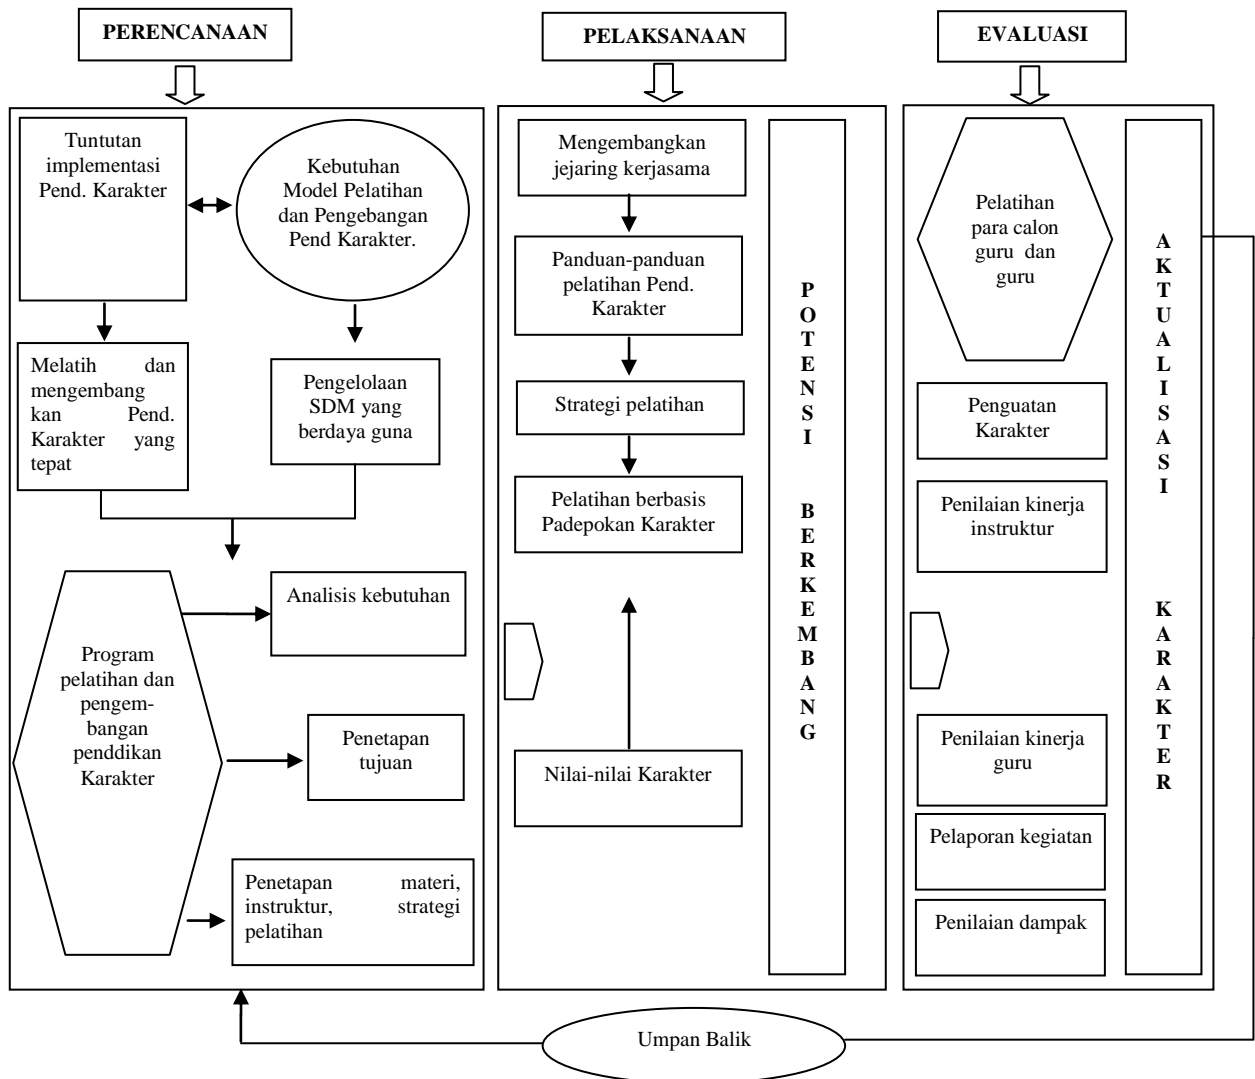 PERENCANAAN
PELAKSANAAN
EVALUASI
Tuntutan
implementasi
Pend. Karakter
Kebutuhan
Model Pelatihan
dan Pengebangan
Pend Karakter.
Melatih dan
mengembang
kan Pend.
Karakter yang
tepat
Pengelolaan
SDM yang
berdaya guna
Program
pelatihan dan
pengem-
bangan
penddikan
Karakter
Analisis kebutuhan
Penetapan
tujuan
Penetapan materi,
instruktur, strategi
pelatihan
Mengembangkan
jejaring kerjasama
Panduan-panduan
pelatihan Pend.
Karakter
Strategi pelatihan
Pelatihan berbasis
Padepokan Karakter
Nilai-nilai Karakter
POTENSI BERKEMBANG
Pelatihan
para calon
guru dan
guru
Penguatan
Karakter
Penilaian kinerja
instruktur
Penilaian kinerja
guru
Pelaporan kegiatan
Penilaian dampak
AKTUALISASI KARAKTER
Umpan Balik